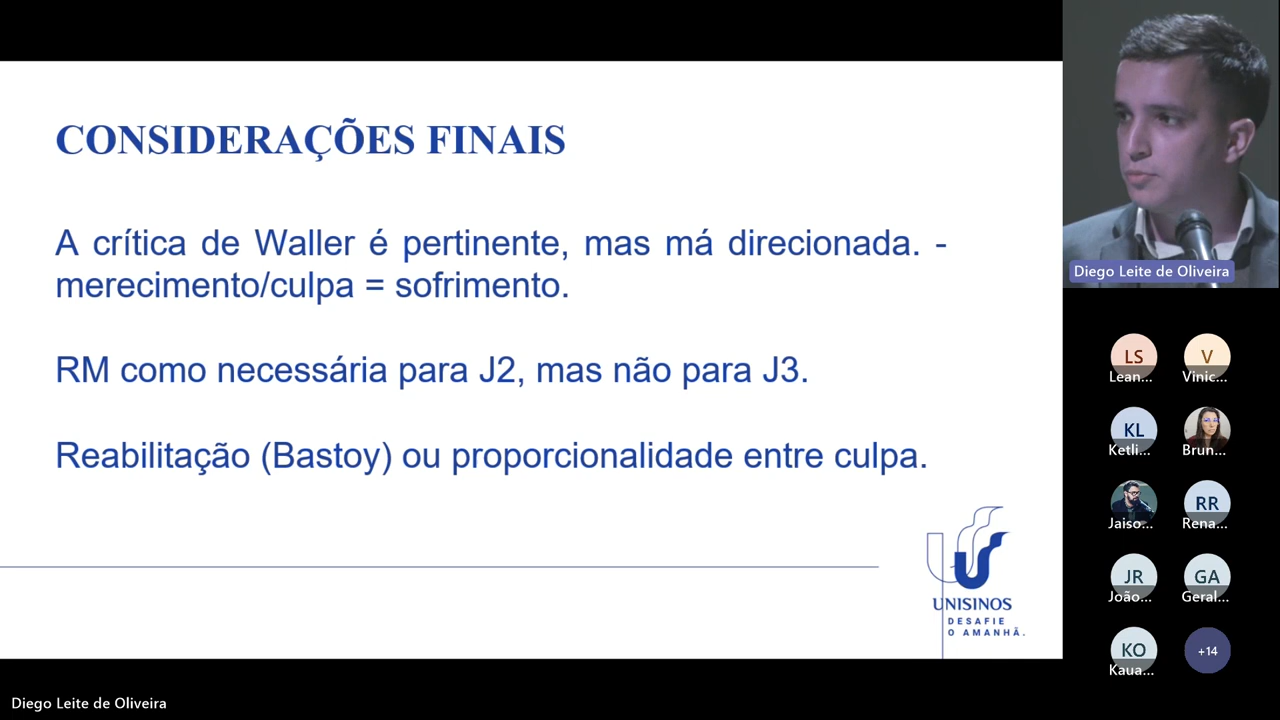 CONSIDERAÇÕES FINAIS
A crítica de Waller é pertinente, mas má direcionada. -
merecimento/culpa = sofrimento.
RM como necessária para J2, mas não para J3.
Reabilitação (Bastoy) ou proporcionalidade entre culpa.
UNISINOS
DESAFIE
O AMANHÃ.
Diego Leite de Oliveira
LS
V
Lean...
Vinic...
KL
Ketli...
Brun...
RR
Jaiso...
Rena...
JR
GA
João...
Geral...
KO
+14
Kaua...
Diego Leite de Oliveira